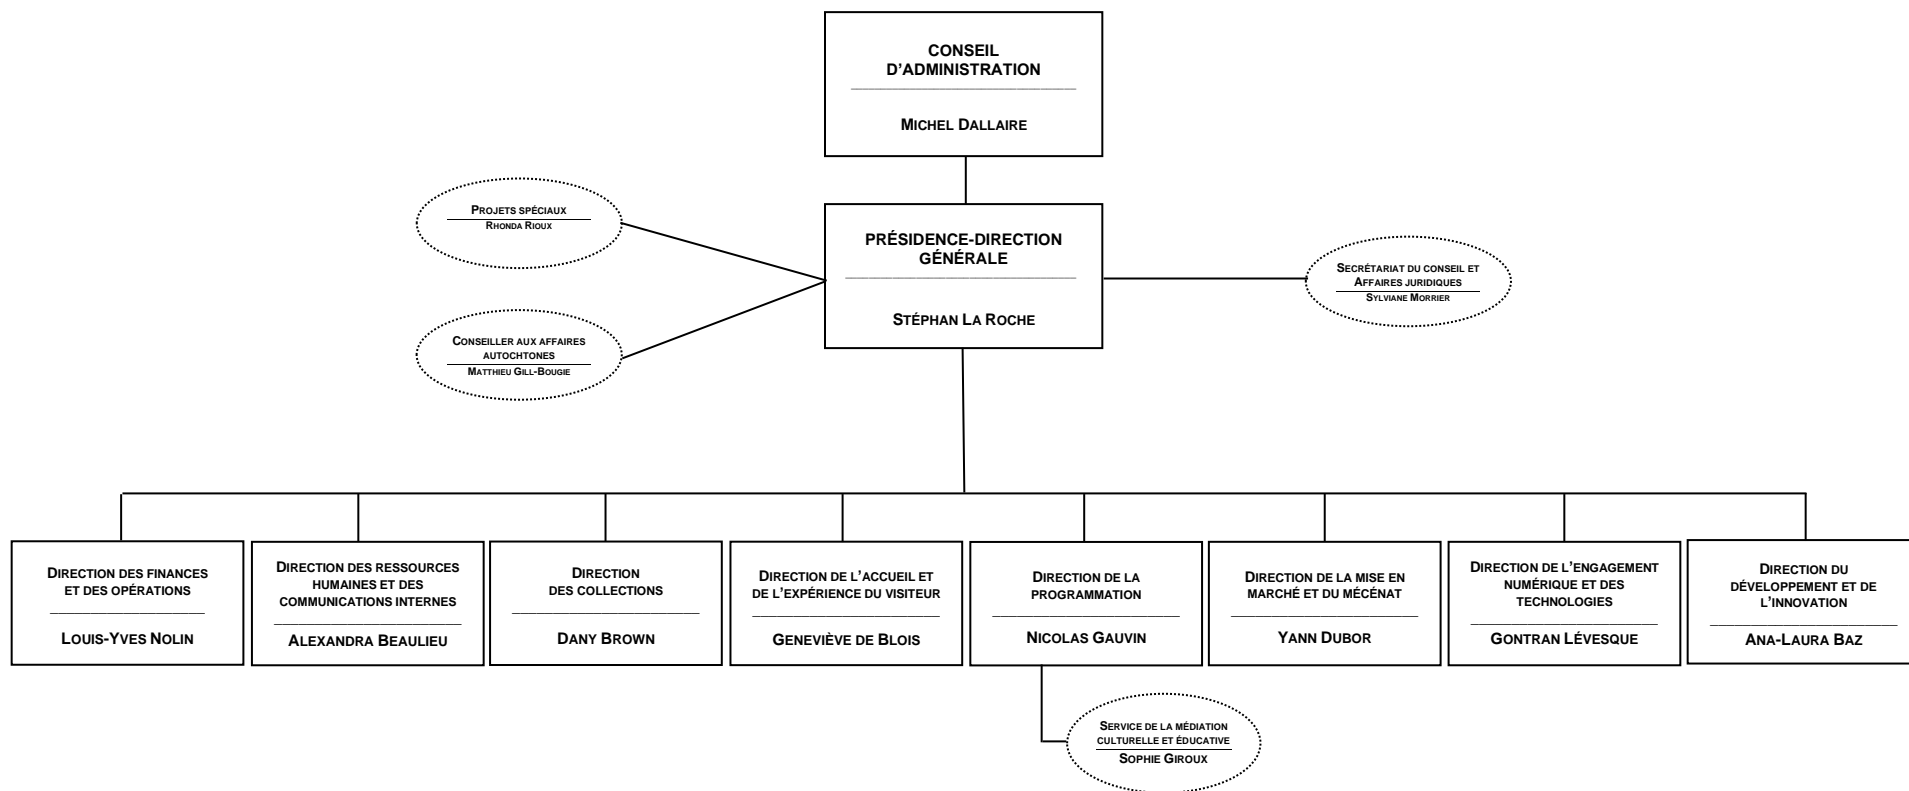 CONSEIL
D'ADMINISTRATION
MICHEL DALLAIRE
PROJETS SPÉCIAUX
RHONDA RIOUX
PRÉSIDENCE-DIRECTION
GÉNÉRALE
STÉPHAN LA ROCHE
SECRÉTARIAT DU CONSEIL ET
AFFAIRES JURIDIQUES
SYLVIANE MORRIER
CONSEILLER AUX AFFAIRES
AUTOCHTONES
MATTHIEU GILL-BOUGIE
DIRECTION DES FINANCES
ET DES OPÉRATIONS
LOUIS-YVES NOLIN
DIRECTION DES RESSOURCES
HUMAINES ET DES
COMMUNICATIONS INTERNES
ALEXANDRA BEAULIEU
DIRECTION
DES COLLECTIONS
DANY BROWN
DIRECTION DE L'ACCUEIL ET
DE L'EXPÉRIENCE DU VISITEUR
GENEVIÈVE DE BLOIS
DIRECTION DE LA
PROGRAMMATION
NICOLAS GAUVIN
DIRECTION DE LA MISE EN
MARCHÉ ET DU MÉCÉNAT
YANN DUBOR
DIRECTION DE L'ENGAGEMENT
NUMÉRIQUE ET DES
TECHNOLOGIES
GONTRAN LÉVESQUE
DIRECTION DU
DÉVELOPPEMENT ET DE
L'INNOVATION
ANA-LAURA BAZ
SERVICE DE LA MÉDIATION
CULTURELLE ET ÉDUCATIVE
SOPHIE GIROUX